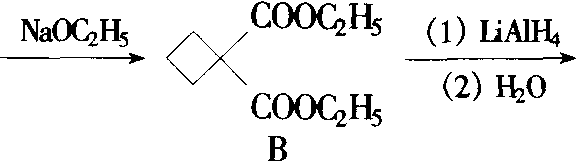 NaOC₂H₅
COOC₂H₅
COOC₂H₅
B
(1) LiAlH₄
(2) H₂O